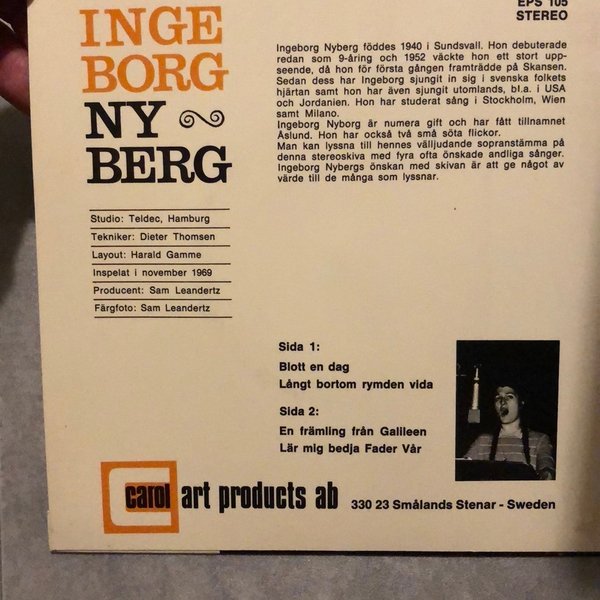 EPS 105
STEREO
INGE
BORG
NY
BERG
Ingeborg Nyberg föddes 1940 i Sundsvall. Hon debuterade
redan som 9-åring och 1952 väckte hon ett stort upp-
seende, då hon för första gången framträdde på Skansen.
Sedan dess har Ingeborg sjungit in sig i svenska folkets
hjärtan samt hon har även sjungit utomlands, bl.a. i USA
och Jordanien. Hon har studerat sång i Stockholm, Wien
samt Milano.
Ingeborg Nyborg är numera gift och har fått tillnamnet
Åslund. Hon har också två små söta flickor.
Man kan lyssna till hennes välljudande sopranstämma på
denna stereoskiva med fyra ofta önskade andliga sånger.
Ingeborg Nybergs önskan med skivan är att ge något av
värde till de många som lyssnar.
Studio: Teldec, Hamburg
Tekniker: Dieter Thomsen
Layout: Harald Gamme
Inspelat i november 1969
Producent: Sam Leandertz
Färgfoto: Sam Leandertz
Sida 1:
Blott en dag
Långt bortom rymden vida
Sida 2:
En främling från Galileen
Lär mig bedja Fader Vår
carol art products ab 330 23 Smålands Stenar - Sweden